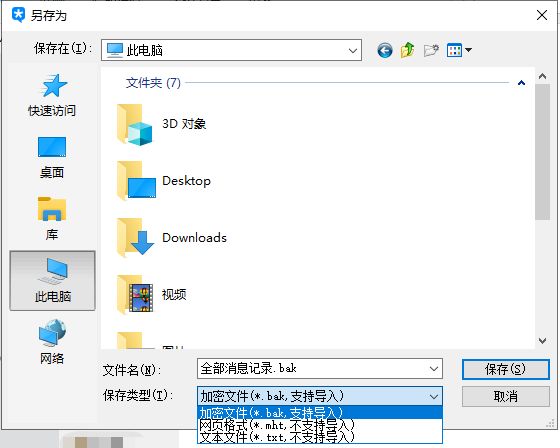 另存为
保存在(I):
此电脑
快速访问
桌面
库
此电脑
网络
文件夹 (7)
3D 对象
Desktop
Downloads
视频
文件名(N):
全部消息记录.bak
保存(S)
保存类型(T):
加密文件(*.bak,支持导入)
取消
加密文件(*.bak,支持导入)
网页格式(*.mht,不支持导入)
文本文件(*.txt,不支持导入)